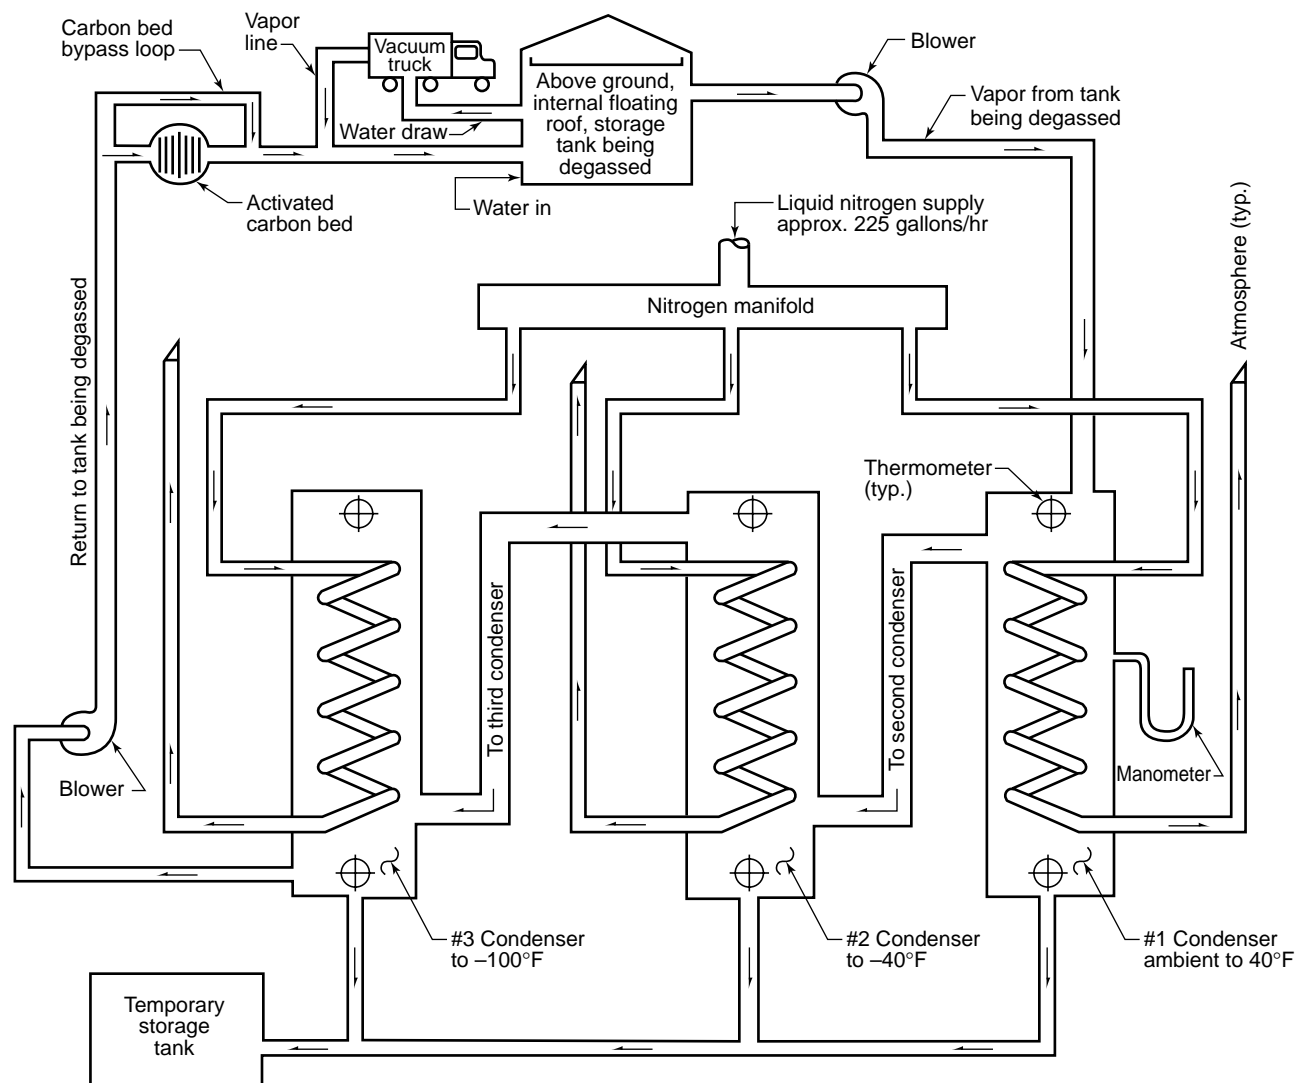 Carbon bed
bypass loop
Vapor
line
Vacuum
truck
Blower
Above ground,
internal floating
roof, storage
tank being
degassed
Vapor from tank
being degassed
Water draw
Activated
carbon bed
Water in
Liquid nitrogen supply
approx. 225 gallons/hr
Atmosphere (typ.)
Nitrogen manifold
Return to tank being degassed
Thermometer
(typ.)
To third condenser
To second condenser
Blower
Manometer
#3 Condenser
to –100°F
#2 Condenser
to –40°F
#1 Condenser
ambient to 40°F
Temporary
storage
tank